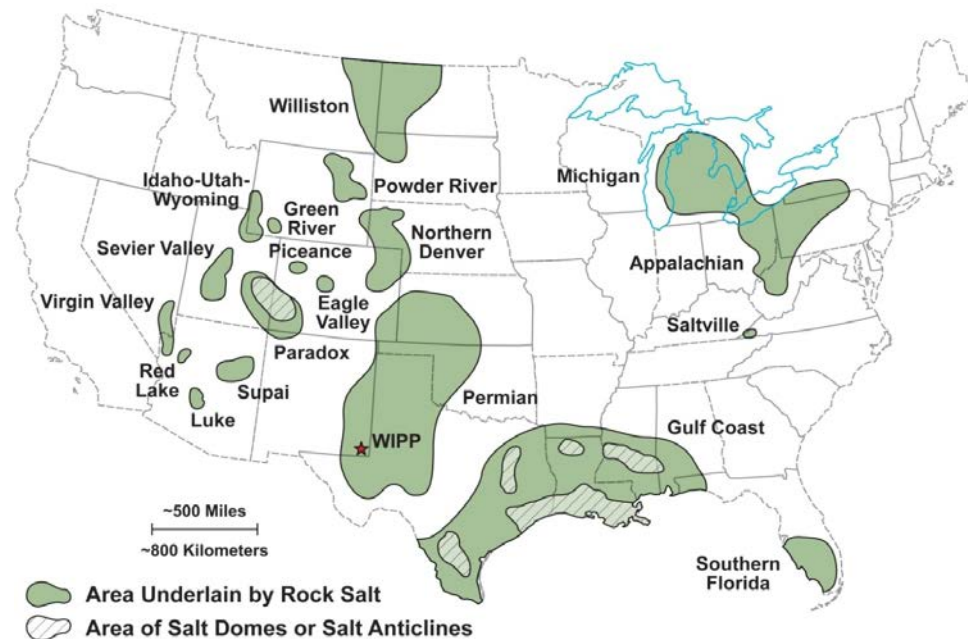 Williston
Powder River
Idaho-Utah-
Wyoming
Green
River
Northern
Denver
Michigan
Sevier Valley
Piceance
Appalachian
Virgin Valley
Eagle
Valley
Saltville
Paradox
Red
Lake
Supai
Luke
Permian
Gulf Coast
WIPP
~500 Miles
~800 Kilometers
Southern
Florida
Area Underlain by Rock Salt
Area of Salt Domes or Salt Anticlines